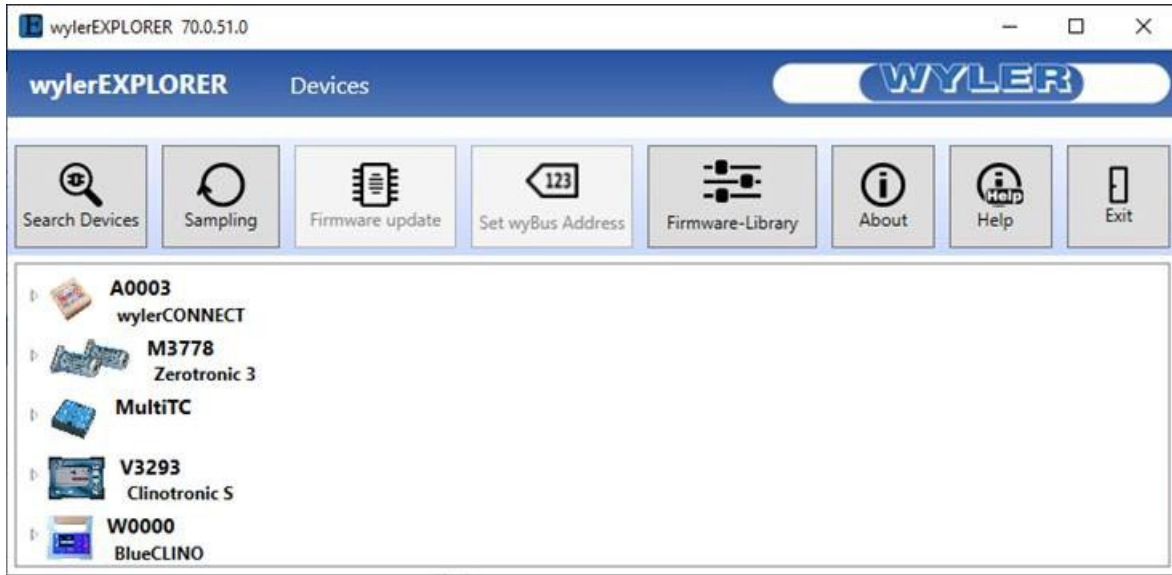 wylerEXPLORER 70.0.51.0
wylerEXPLORER Devices WYLER
Search Devices Sampling Firmware update 123 Set wyBus Address Firmware-Library About Help Help Exit
A0003
wylerCONNECT
M3778
Zerotronic 3
MultiTC
V3293
Clinotronic S
W0000
BlueCLINO